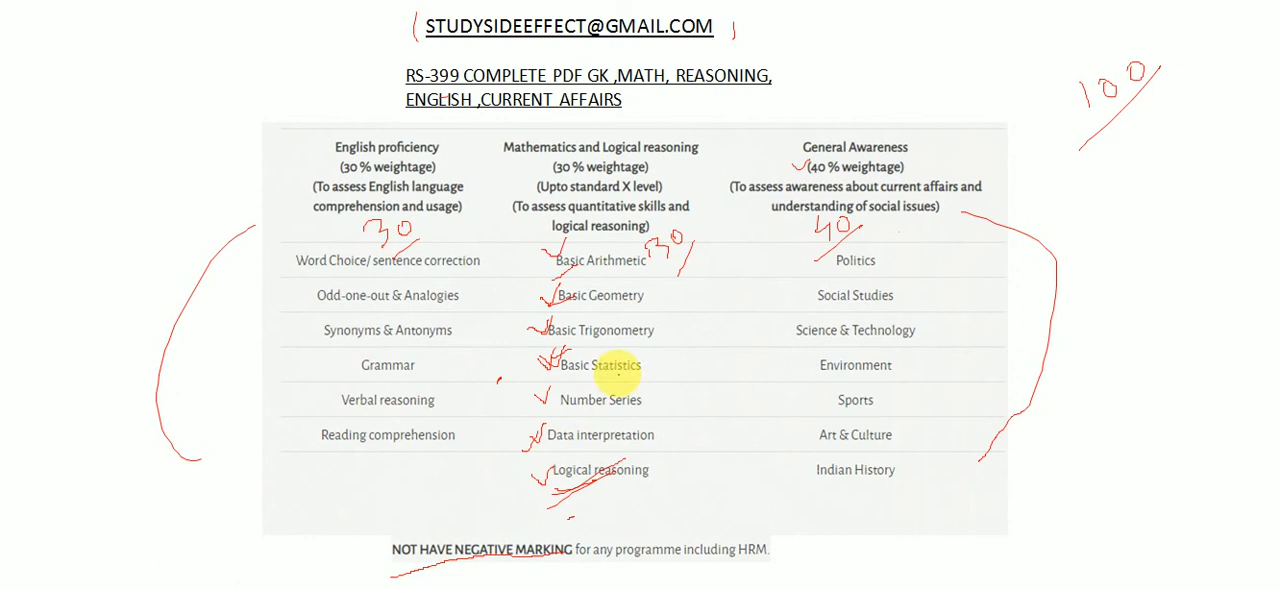 ( STUDYSIDEEFFECT@GMAIL.COM )
RS-399 COMPLETE PDF GK ,MATH, REASONING,
ENGLISH ,CURRENT AFFAIRS
100
English proficiency
(30 % weightage)
(To assess English language
comprehension and usage)
30
Word Choice/ sentence correction
Odd-one-out & Analogies
Synonyms & Antonyms
Grammar
Verbal reasoning
Reading comprehension
Mathematics and Logical reasoning
(30 % weightage)
(Upto standard X level)
(To assess quantitative skills and
logical reasoning)
30
Basic Arithmetic
Basic Geometry
Basic Trigonometry
Basic Statistics
Number Series
Data interpretation
Logical reasoning
General Awareness
(40 % weightage)
(To assess awareness about current affairs and
understanding of social issues)
40
Politics
Social Studies
Science & Technology
Environment
Sports
Art & Culture
Indian History
NOT HAVE NEGATIVE MARKING for any programme including HRM.